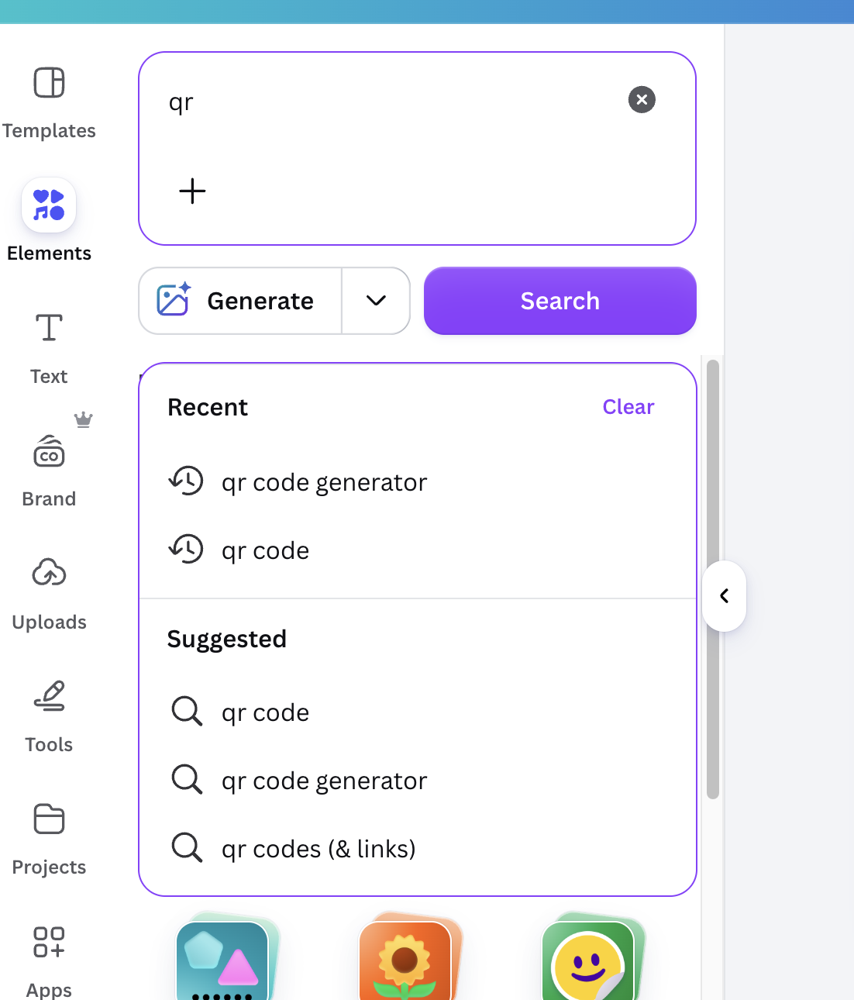 qr
Templates
Elements
Generate
Search
Text
Recent
Clear
qr code generator
CO
Brand
qr code
Uploads
Suggested
qr code
Tools
qr code generator
qr codes (& links)
Projects
Apps